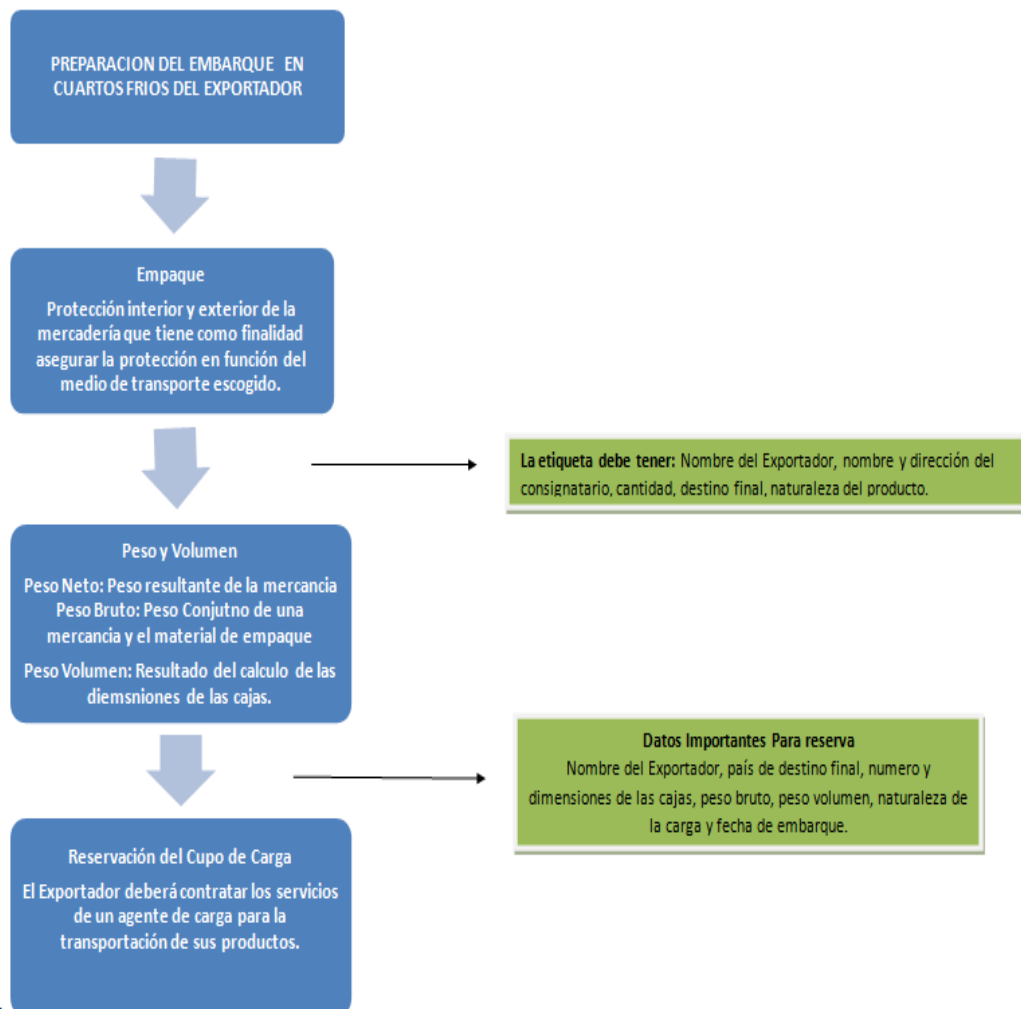 PREPARACION DEL EMBARQUE EN
CUARTOS FRIOS DEL EXPORTADOR
Empaque
Protección interior y exterior de la
mercadería que tiene como finalidad
asegurar la protección en función del
medio de transporte escogido.
La etiqueta debe tener: Nombre del Exportador, nombre y dirección del
consignatario, cantidad, destino final, naturaleza del producto.
Peso y Volumen
Peso Neto: Peso resultante de la mercancia
Peso Bruto: Peso Conjutno de una
mercancia y el material de empaque
Peso Volumen: Resultado del calculo de las
diemsniones de las cajas.
Datos Importantes Para reserva
Nombre del Exportador, país de destino final, numero y
dimensiones de las cajas, peso bruto, peso volumen, naturaleza de
la carga y fecha de embarque.
Reservación del Cupo de Carga
El Exportador deberá contratar los servicios
de un agente de carga para la
transportación de sus productos.